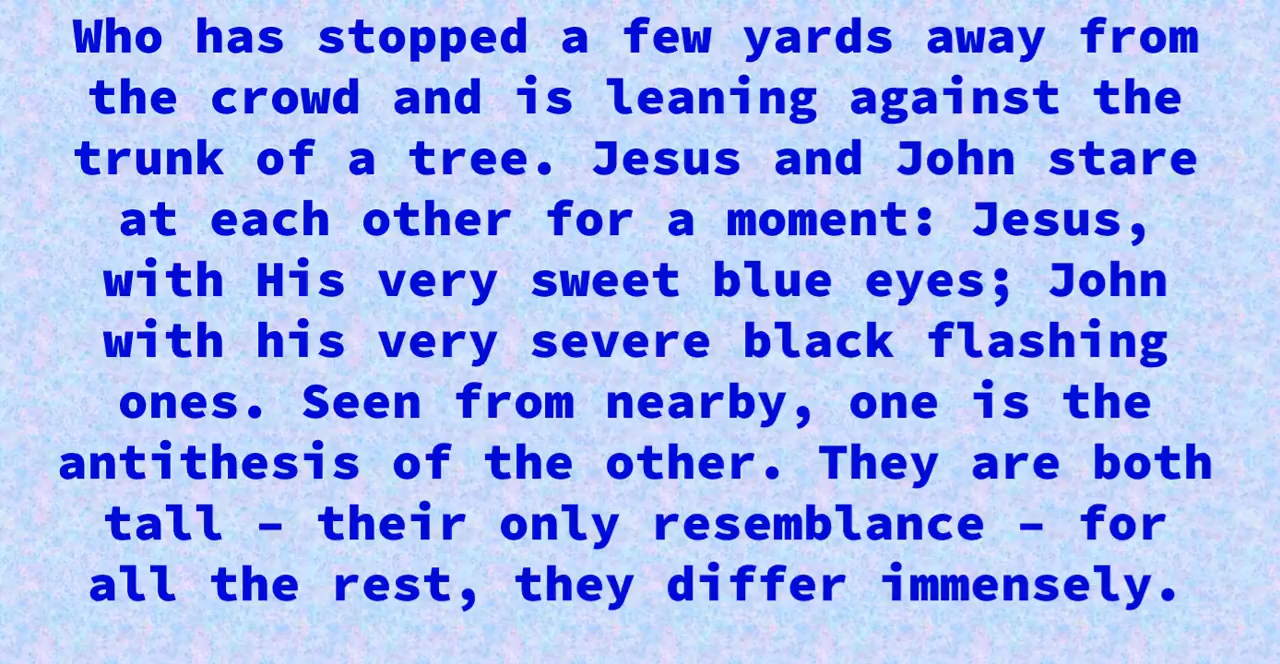 Who has stopped a few yards away from
the crowd and is leaning against the
trunk of a tree. Jesus and John stare
at each other for a moment: Jesus,
with His very sweet blue eyes; John
with his very severe black flashing
ones. Seen from nearby, one is the
antithesis of the other. They are both
tall – their only resemblance – for
all the rest, they differ immensely.